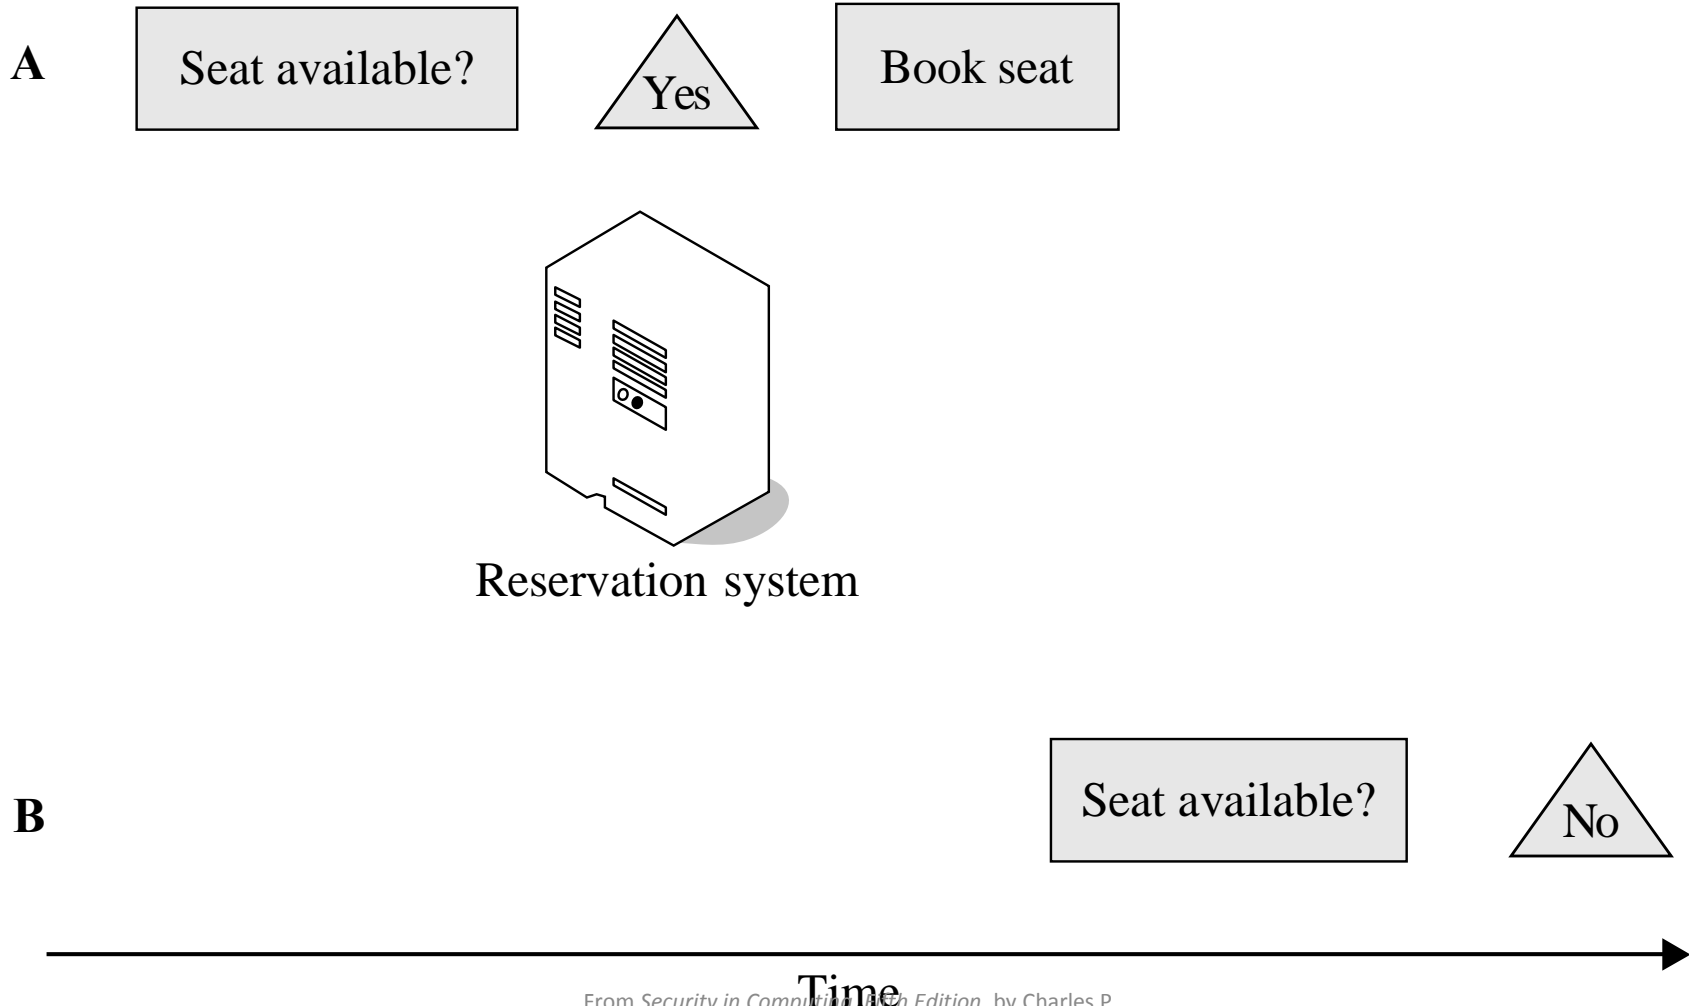 A
Seat available?
Yes
Book seat
Reservation system
B
Seat available?
No
Time
From Security in Computing, Fifth Edition, by Charles P.